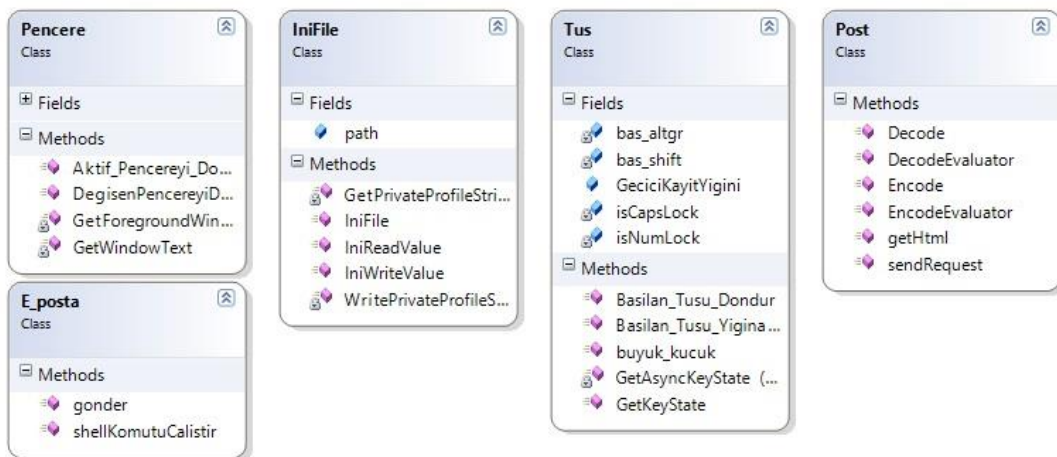 Pencere
Class
Fields
Methods
Aktif_Pencereyi_Do...
DegisenPencereyiD...
GetForegroundWin...
GetWindowText
E_posta
Class
Methods
gonder
shellKomutuCalistir
IniFile
Class
Fields
path
Methods
GetPrivateProfileStri...
IniFile
IniReadValue
IniWriteValue
WritePrivateProfileS...
Tus
Class
Fields
bas_altgr
bas_shift
GeciciKayitYigini
isCapsLock
isNumLock
Methods
Basilan_Tusu_Dondur
Basilan_Tusu_Yigina...
buyuk_kucuk
GetAsyncKeyState (...
GetKeyState
Post
Class
Methods
Decode
DecodeEvaluator
Encode
EncodeEvaluator
getHtml
sendRequest